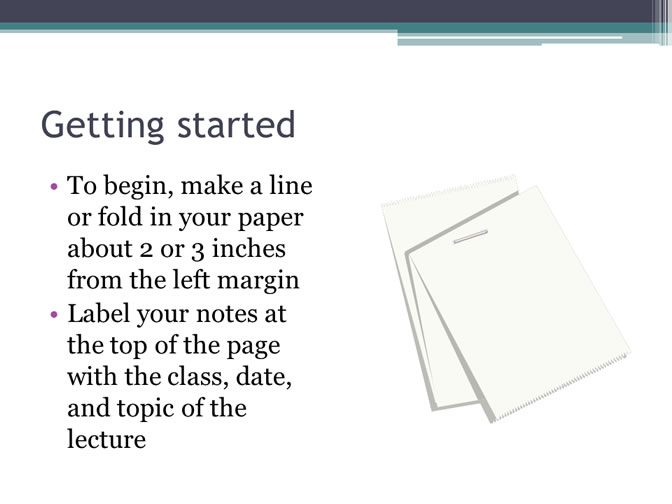 Getting started
• To begin, make a line
or fold in your paper
about 2 or 3 inches
from the left margin
• Label your notes at
the top of the page
with the class, date,
and topic of the
lecture